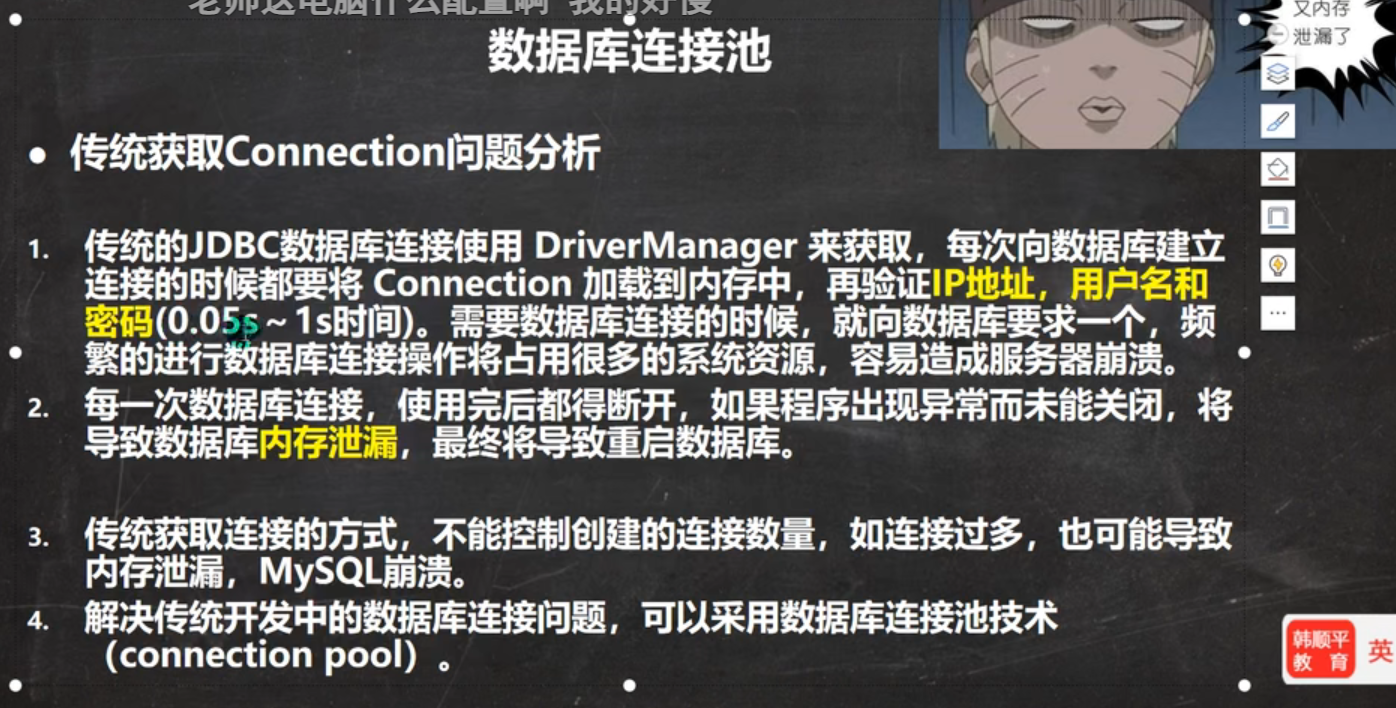 老师这电脑什么配置啊 我的好慢
又内存
泄漏了
数据库连接池
● 传统获取Connection问题分析
1. 传统的JDBC数据库连接使用 DriverManager 来获取，每次向数据库建立
连接的时候都要将 Connection 加载到内存中，再验证IP地址，用户名和
密码(0.05s～1s时间)。需要数据库连接的时候，就向数据库要求一个，频
繁的进行数据库连接操作将占用很多的系统资源，容易造成服务器崩溃。
2. 每一次数据库连接，使用完后都得断开，如果程序出现异常而未能关闭，将
导致数据库内存泄漏，最终将导致重启数据库。
3. 传统获取连接的方式，不能控制创建的连接数量，如连接过多，也可能导致
内存泄漏，MySQL崩溃。
4. 解决传统开发中的数据库连接问题，可以采用数据库连接池技术
（connection pool）。
韩顺平
教 育
英